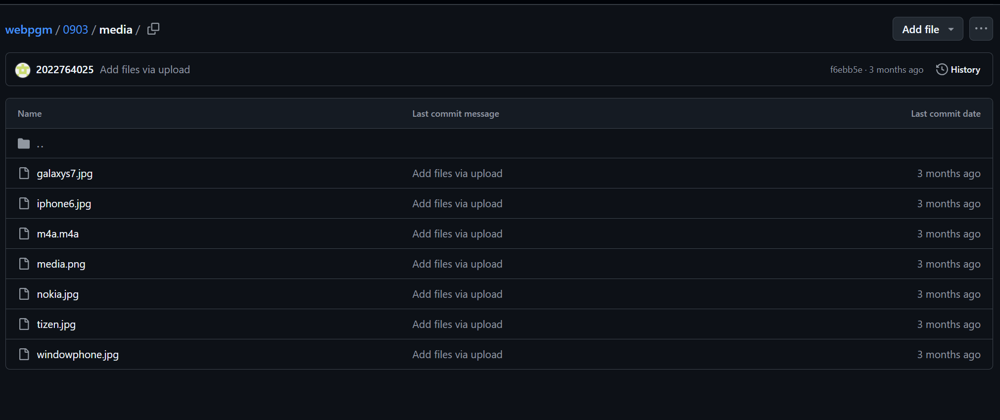 webpgm / 0903 / media /
Add file
2022764025 Add files via upload
f6ebb5e · 3 months ago
History
Name Last commit message Last commit date
..
galaxys7.jpg Add files via upload 3 months ago
iphone6.jpg Add files via upload 3 months ago
m4a.m4a Add files via upload 3 months ago
media.png Add files via upload 3 months ago
nokia.jpg Add files via upload 3 months ago
tizen.jpg Add files via upload 3 months ago
windowphone.jpg Add files via upload 3 months ago